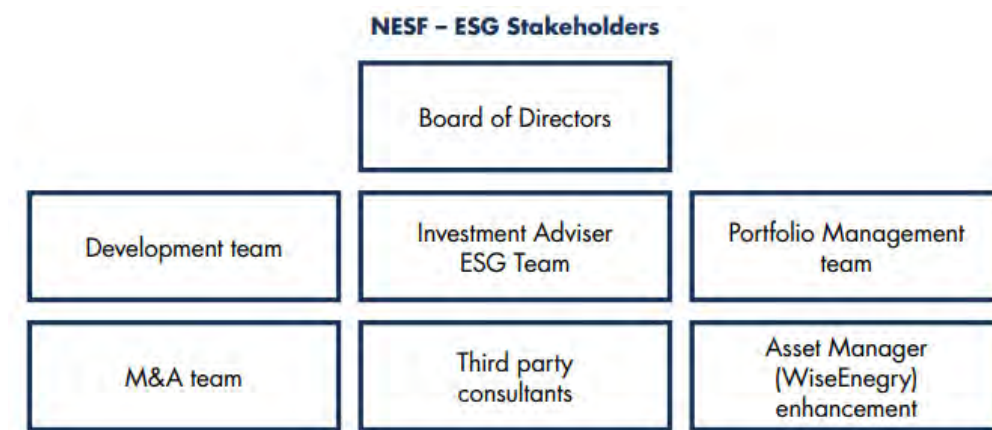 NESF – ESG Stakeholders
Board of Directors
Development team
Investment Adviser
ESG Team
Portfolio Management
team
M&A team
Third party
consultants
Asset Manager
(WiseEnegry)
enhancement